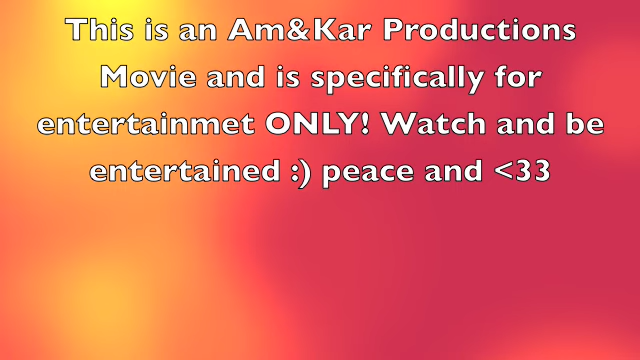 This is an Am&Kar Productions
Movie and is specifically for
entertainmet ONLY! Watch and be
entertained :) peace and <33